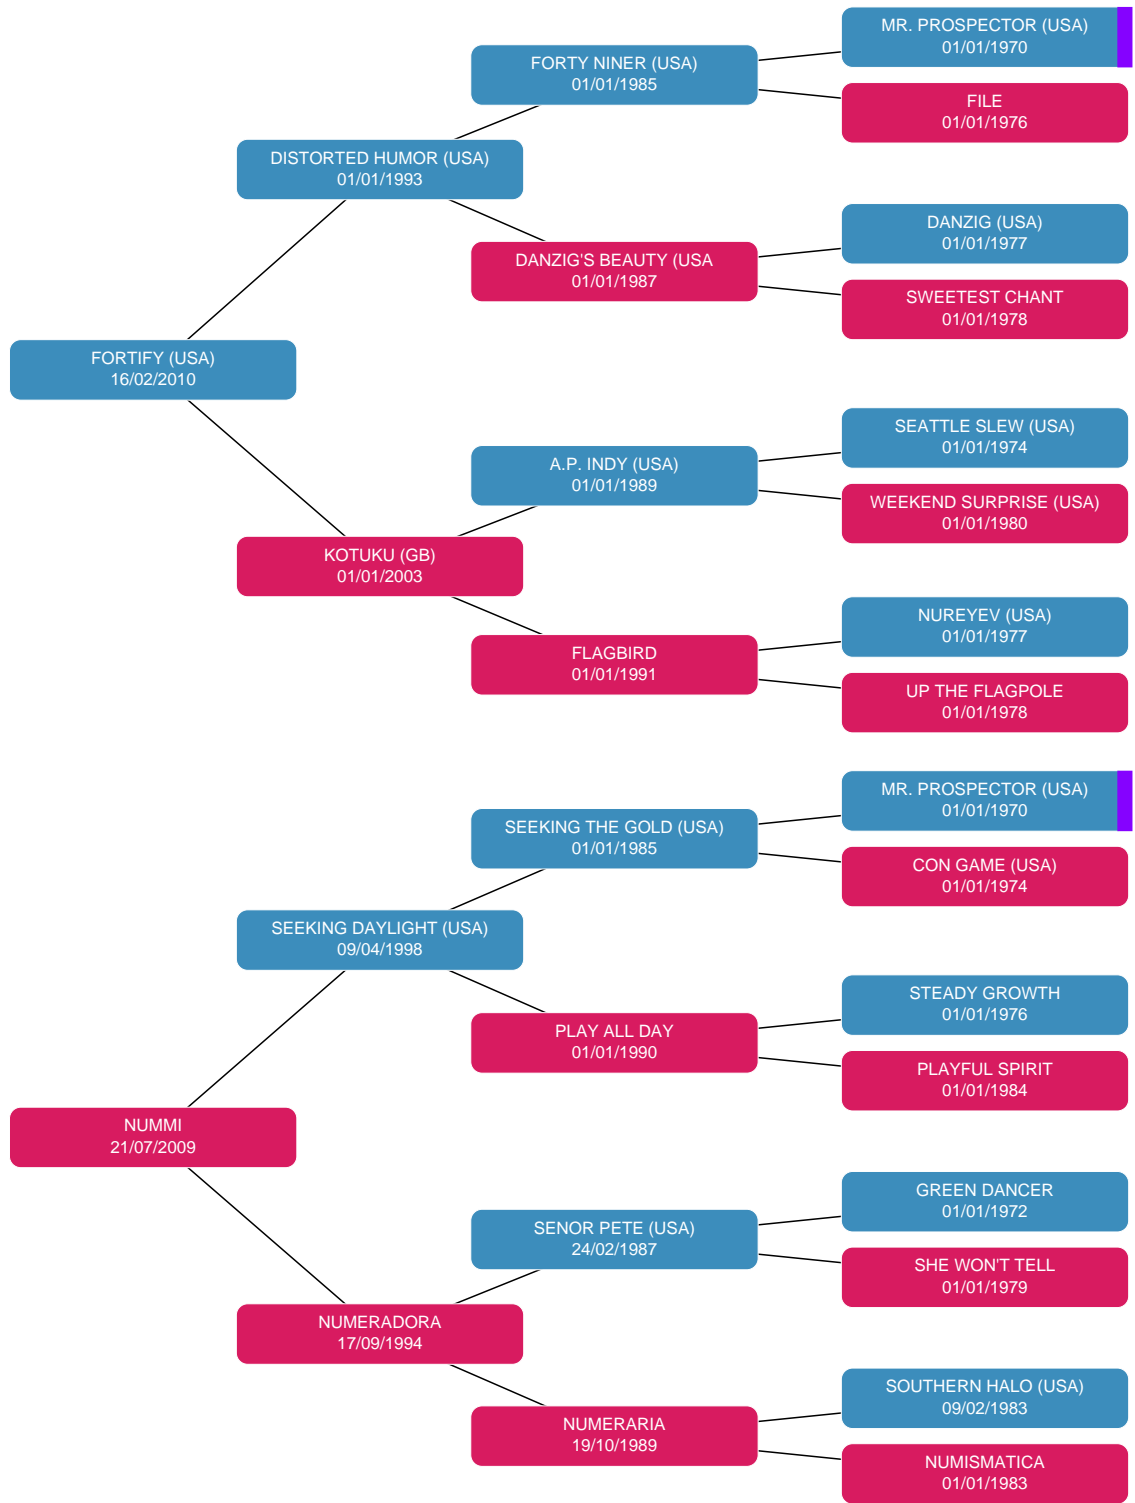 MR. PROSPECTOR (USA)
01/01/1970
FORTY NINER (USA)
01/01/1985
FILE
01/01/1976
DISTORTED HUMOR (USA)
01/01/1993
DANZIG (USA)
01/01/1977
DANZIG'S BEAUTY (USA
01/01/1987
SWEETEST CHANT
01/01/1978
FORTIFY (USA)
16/02/2010
SEATTLE SLEW (USA)
01/01/1974
A.P. INDY (USA)
01/01/1989
WEEKEND SURPRISE (USA)
01/01/1980
KOTUKU (GB)
01/01/2003
NUREYEV (USA)
01/01/1977
FLAGBIRD
01/01/1991
UP THE FLAGPOLE
01/01/1978
MR. PROSPECTOR (USA)
01/01/1970
SEEKING THE GOLD (USA)
01/01/1985
CON GAME (USA)
01/01/1974
SEEKING DAYLIGHT (USA)
09/04/1998
STEADY GROWTH
01/01/1976
PLAY ALL DAY
01/01/1990
PLAYFUL SPIRIT
01/01/1984
NUMMI
21/07/2009
GREEN DANCER
01/01/1972
SENOR PETE (USA)
24/02/1987
SHE WON'T TELL
01/01/1979
NUMERADORA
17/09/1994
SOUTHERN HALO (USA)
09/02/1983
NUMERARIA
19/10/1989
NUMISMATICA
01/01/1983